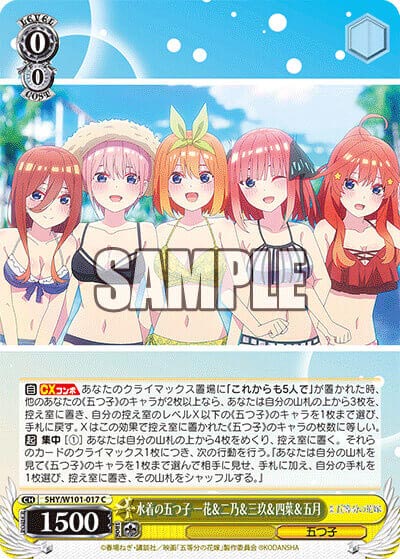 LEVEL
0
0
COST
SAMPLE
自 CXコンボ あなたのクライマックス置場に「これからも5人で」が置かれた時、
他のあなたの《五つ子》のキャラが2枚以上なら、あなたは自分の山札の上から3枚を、
控え室に置き、自分の控え室のレベルX以下の《五つ子》のキャラを1枚まで選び、
手札に戻す。Xはこの効果で控え室に置かれた《五つ子》のキャラの枚数に等しい。
起 集中 [①] あなたは自分の山札の上から4枚をめくり、控え室に置く。それら
のカードのクライマックス1枚につき、次の行動を行う。『あなたは自分の山札を
見て《五つ子》のキャラを1枚まで選んで相手に見せ、手札に加え、自分の手札を
1枚選び、控え室に置き、その山札をシャッフルする。』
CH 5HY/W101-017 C
水着の五つ子 一花&二乃&三玖&四葉&五月
五等分の花嫁
1500
五つ子
©春場ねぎ・講談社／映画「五等分の花嫁」製作委員会 ©KODANSHA